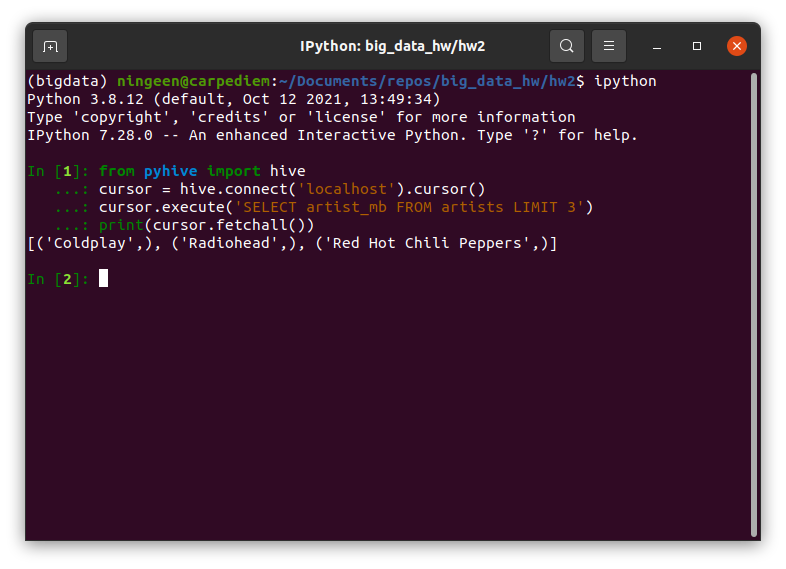 IPython: big_data_hw/hw2
(bigdata) ningeen@carpediem:~/Documents/repos/big_data_hw/hw2$ ipython
Python 3.8.12 (default, Oct 12 2021, 13:49:34)
Type 'copyright', 'credits' or 'license' for more information
IPython 7.28.0 -- An enhanced Interactive Python. Type '?' for help.

In [1]: from pyhive import hive
   ...: cursor = hive.connect('localhost').cursor()
   ...: cursor.execute('SELECT artist_mb FROM artists LIMIT 3')
   ...: print(cursor.fetchall())
[('Coldplay',), ('Radiohead',), ('Red Hot Chili Peppers',)]

In [2]: